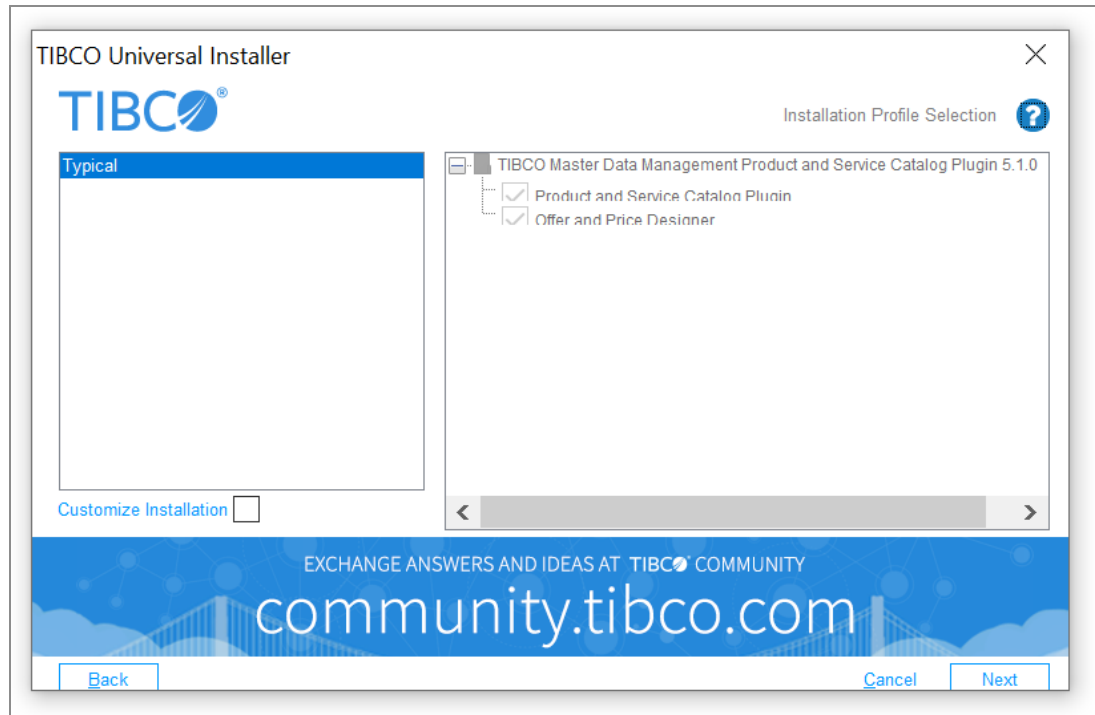 TIBCO Universal Installer
TIBCO®
Installation Profile Selection
Typical
TIBCO Master Data Management Product and Service Catalog Plugin 5.1.0
Product and Service Catalog Plugin
Offer and Price Designer
Customize Installation
EXCHANGE ANSWERS AND IDEAS AT TIBCO COMMUNITY
community.tibco.com
Back
Cancel
Next